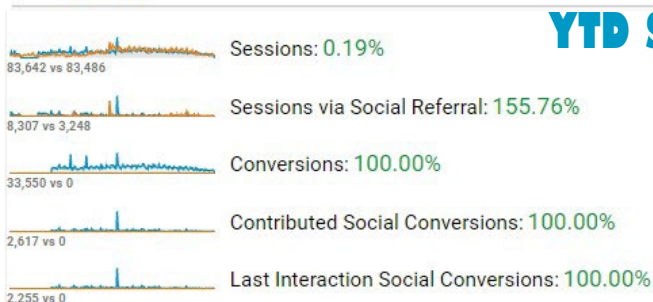 YTD S
Sessions: 0.19%
83,642 vs 83,486
Sessions via Social Referral: 155.76%
8,307 vs 3,248
Conversions: 100.00%
33,550 vs 0
Contributed Social Conversions: 100.00%
2,617 vs 0
Last Interaction Social Conversions: 100.00%
2,255 vs 0